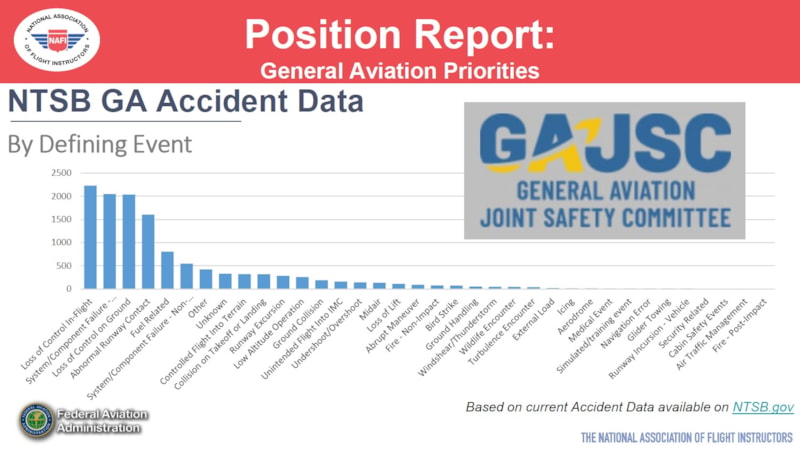 NATIONAL ASSOCIATION
NAFI
OF FLIGHT INSTRUCTORS
Position Report:
General Aviation Priorities
NTSB GA Accident Data
By Defining Event
GAJSC
GENERAL AVIATION
JOINT SAFETY COMMITTEE
2500
2000
1500
1000
500
0
Loss of Control In-Flight
System/Component Failure -...
Loss of Control on Ground
Abnormal Runway Contact
Fuel Related
System/Component Failure - Non-...
Other
Unknown
Controlled Flight Into Terrain
Collision on Takeoff or Landing
Runway Excursion
Low Altitude Operation
Ground Collision
Unintended Flight Into IMC
Undershoot/Overshoot
Midair
Loss of Lift
Abrupt Maneuver
Fire - Non-Impact
Bird Strike
Ground Handling
Windshear/Thunderstorm
Wildlife Encounter
Turbulence Encounter
External Load
Icing
Aerodrome
Medical Event
Simulated/training event
Navigation Error
Glider Towing
Runway Incursion - Vehicle
Security Related
Cabin Safety Events
Air Traffic Management
Fire - Post-Impact
Federal Aviation
Administration
Based on current Accident Data available on NTSB.gov
THE NATIONAL ASSOCIATION OF FLIGHT INSTRUCTORS